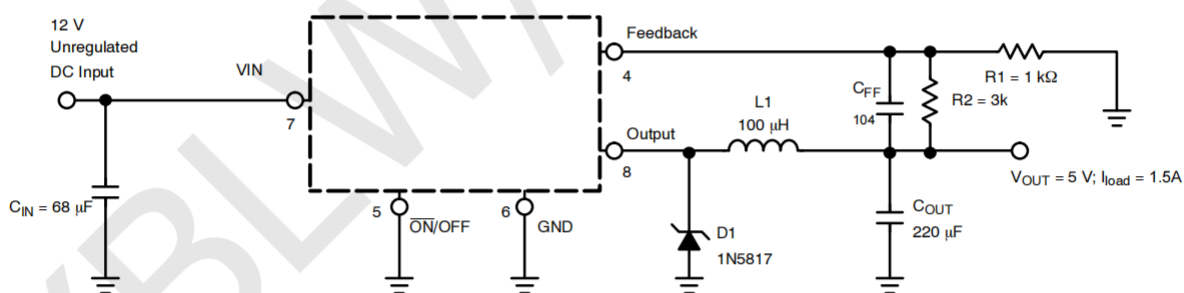 12 V
Unregulated
DC Input
VIN
7
CIN = 68 µF
5
ON/OFF
6
GND
Feedback
4
Output
8
L1
100 µH
D1
1N5817
CFF
104
R1 = 1 kΩ
R2 = 3k
VOUT = 5 V; Iload = 1.5A
COUT
220 µF